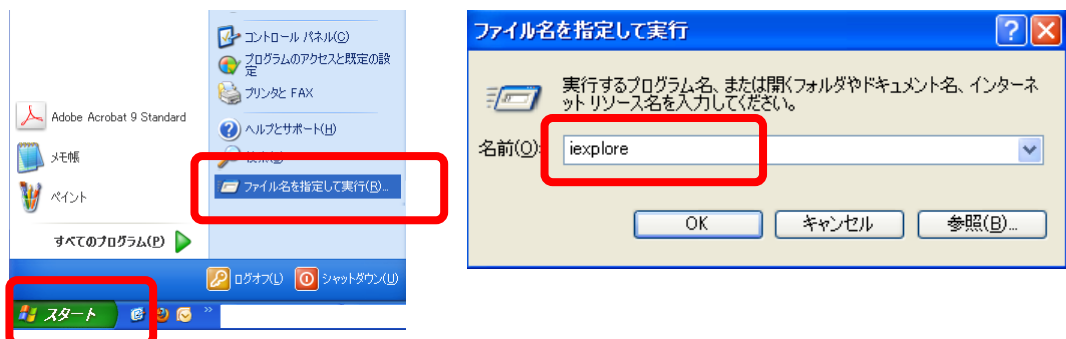 コントロール パネル(C)
プログラムのアクセスと既定の設
定
プリンタと FAX
Adobe Acrobat 9 Standard
ヘルプとサポート(H)
メモ帳
ファイル名を指定して実行(R)...
ペイント
すべてのプログラム(P)
ログオフ(L)
シャットダウン(U)
スタート
ファイル名を指定して実行
実行するプログラム名、または開くフォルダやドキュメント名、インターネ
ット リソース名を入力してください。
名前(O):
iexplore
OK
キャンセル
参照(B)...